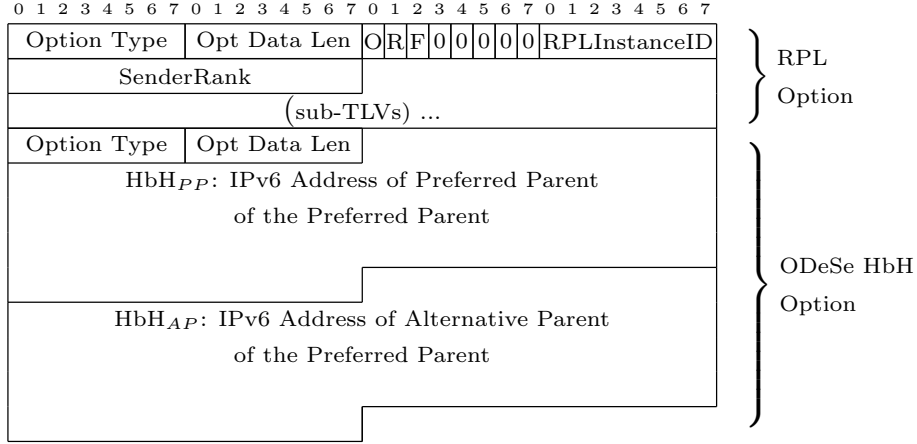 0 1 2 3 4 5 6 7 0 1 2 3 4 5 6 7 0 1 2 3 4 5 6 7 0 1 2 3 4 5 6 7
Option Type Opt Data Len O R F 0 0 0 0 0 RPLInstanceID
SenderRank
(sub-TLVs) ...
RPL
Option
Option Type Opt Data Len
HbH_PP: IPv6 Address of Preferred Parent
of the Preferred Parent
HbH_AP: IPv6 Address of Alternative Parent
of the Preferred Parent
ODeSe HbH
Option